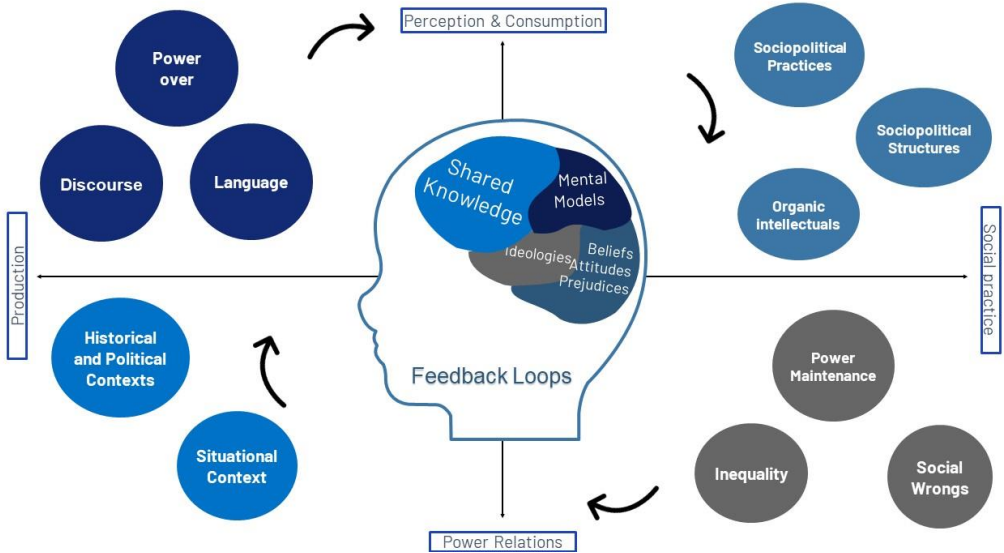 Perception & Consumption
Power
over
Discourse
Language
Sociopolitical
Practices
Sociopolitical
Structures
Organic
intellectuals
Shared
Knowledge
Mental
Models
Ideologies
Beliefs
Attitudes
Prejudices
Feedback Loops
Production
Social practice
Historical
and Political
Contexts
Situational
Context
Power
Maintenance
Inequality
Social
Wrongs
Power Relations